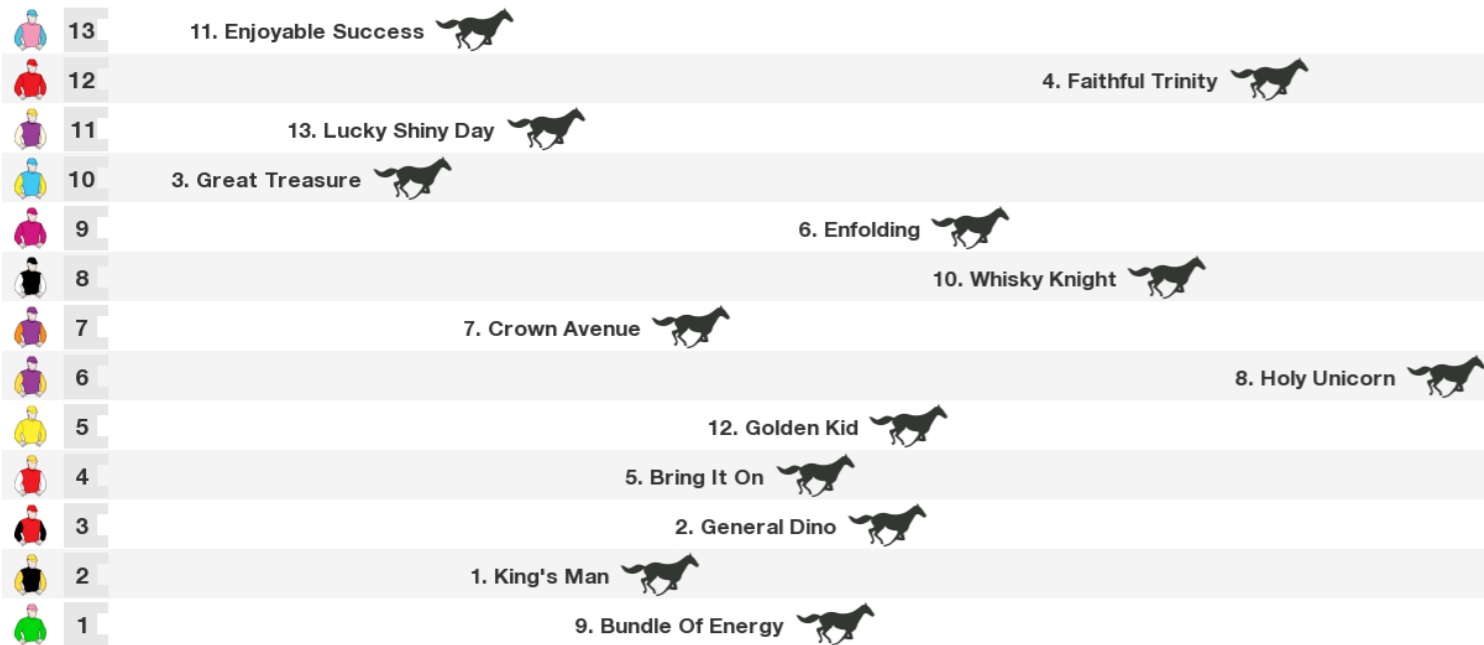 13 11. Enjoyable Success
12 4. Faithful Trinity
11 13. Lucky Shiny Day
10 3. Great Treasure
9 6. Enfolding
8 10. Whisky Knight
7 7. Crown Avenue
6 8. Holy Unicorn
5 12. Golden Kid
4 5. Bring It On
3 2. General Dino
2 1. King's Man
1 9. Bundle Of Energy